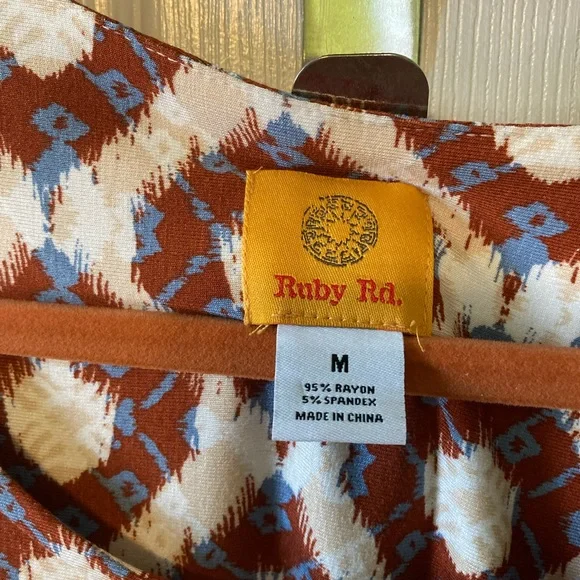 Ruby Rd.
M
95% RAYON
5% SPANDEX
MADE IN CHINA